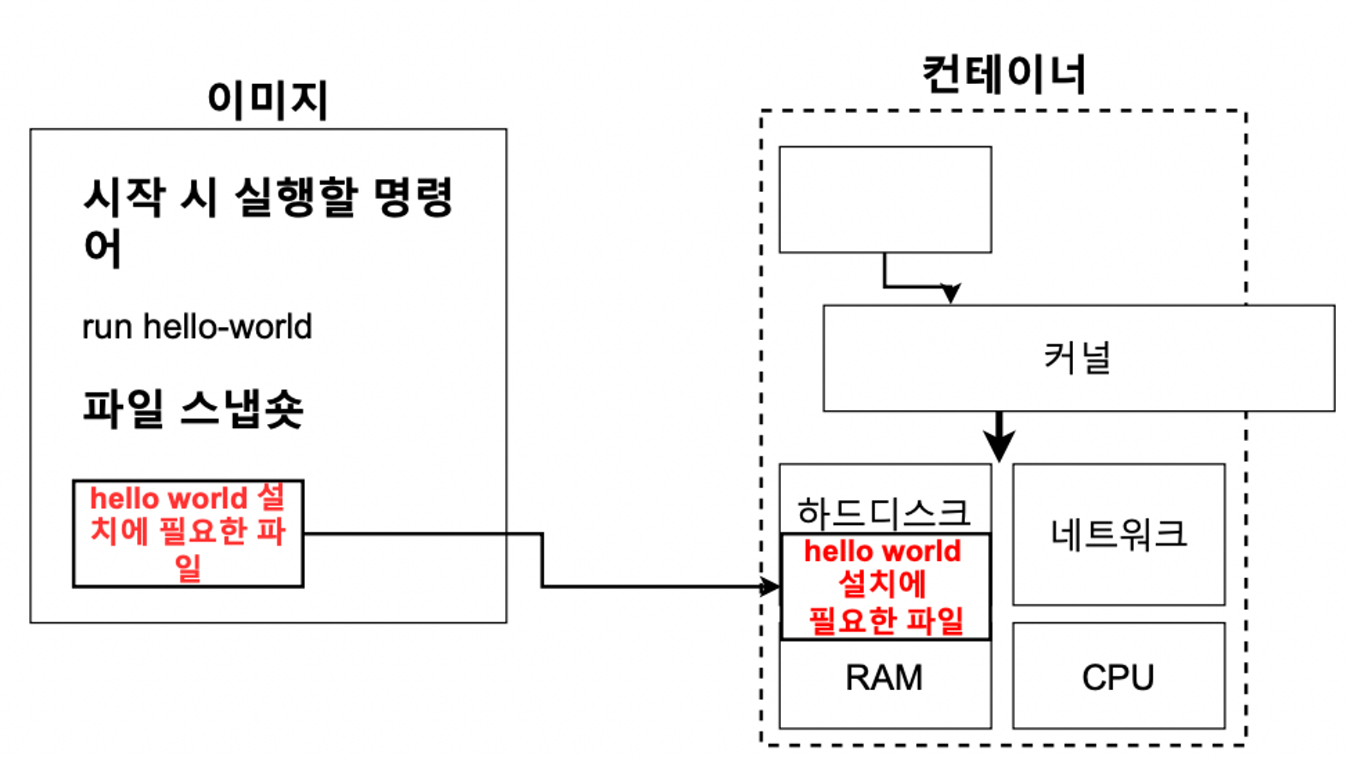 이미지
시작 시 실행할 명령
어
run hello-world
파일 스냅숏
hello world 설
치에 필요한 파
일
컨테이너
커널
하드디스크
hello world
설치에
필요한 파일
RAM
네트워크
CPU